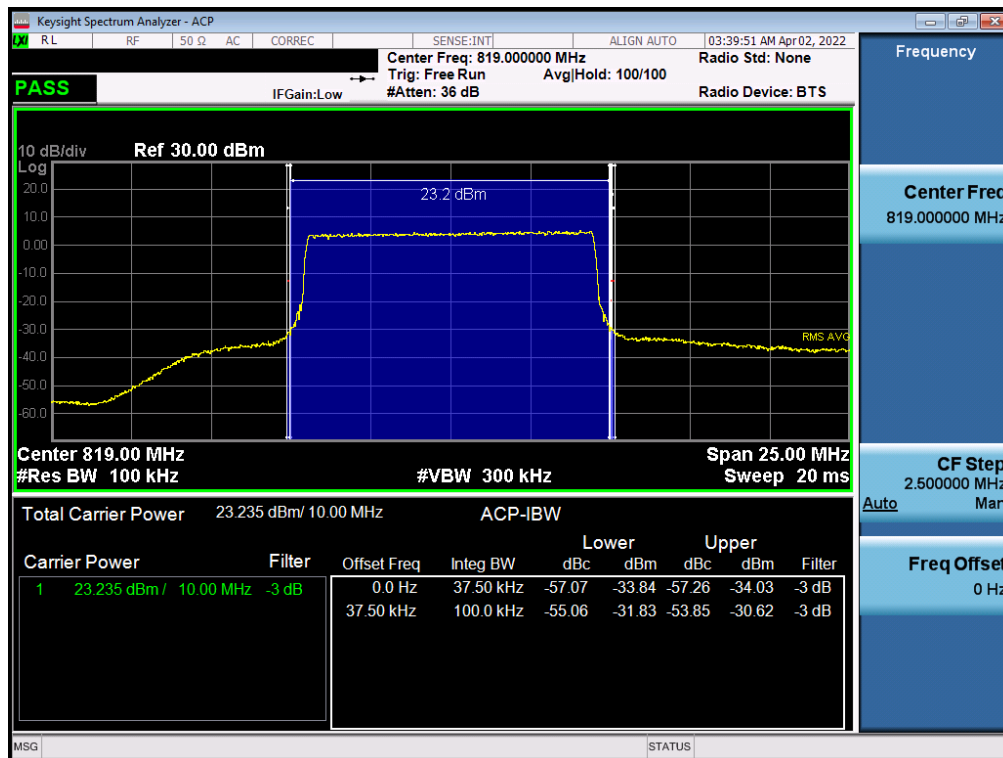 Keysight Spectrum Analyzer - ACP
LXI RL RF 50 Ω AC CORREC SENSE:INT ALIGN AUTO 03:39:51 AM Apr 02, 2022
Center Freq: 819.000000 MHz Radio Std: None
Trig: Free Run Avg|Hold: 100/100
PASS IFGain:Low #Atten: 36 dB Radio Device: BTS
Frequency
10 dB/div Ref 30.00 dBm
Log
20.0
23.2 dBm
10.0
0.00
-10.0
-20.0
-30.0
RMS AVG
-40.0
-50.0
-60.0
Center 819.00 MHz Span 25.00 MHz
#Res BW 100 kHz #VBW 300 kHz Sweep 20 ms
Center Freq
819.000000 MHz
CF Step
2.500000 MHz
Auto Man
Freq Offset
0 Hz
Total Carrier Power 23.235 dBm/ 10.00 MHz ACP-IBW
Lower Upper
Carrier Power Filter Offset Freq Integ BW dBc dBm dBc dBm Filter
1 23.235 dBm / 10.00 MHz -3 dB 0.0 Hz 37.50 kHz -57.07 -33.84 -57.26 -34.03 -3 dB
37.50 kHz 100.0 kHz -55.06 -31.83 -53.85 -30.62 -3 dB
MSG STATUS